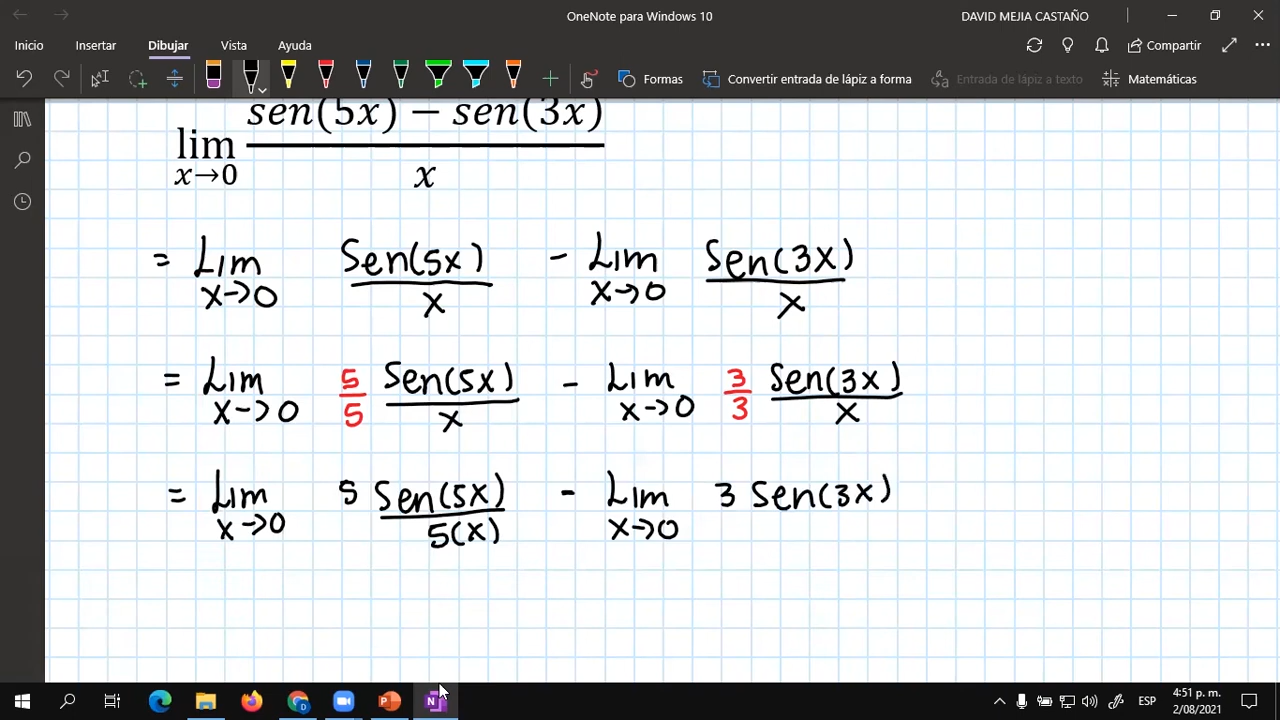 OneNote para Windows 10
DAVID MEJIA CASTAÑO
Inicio Insertar Dibujar Vista Ayuda
Compartir
Formas Convertir entrada de lápiz a forma Entrada de lápiz a texto Matemáticas
sen(5x) − sen(3x)
lim
x→0 x
= Lim Sen(5x) - Lim Sen(3x)
x→0 x x→0 x
= Lim 5 Sen(5x) - Lim 3 Sen(3x)
x→0 5 x x→0 3 x
= Lim 5 Sen(5x) - Lim 3 Sen(3x)
x→0 5(x) x→0
ESP
4:51 p. m.
2/08/2021